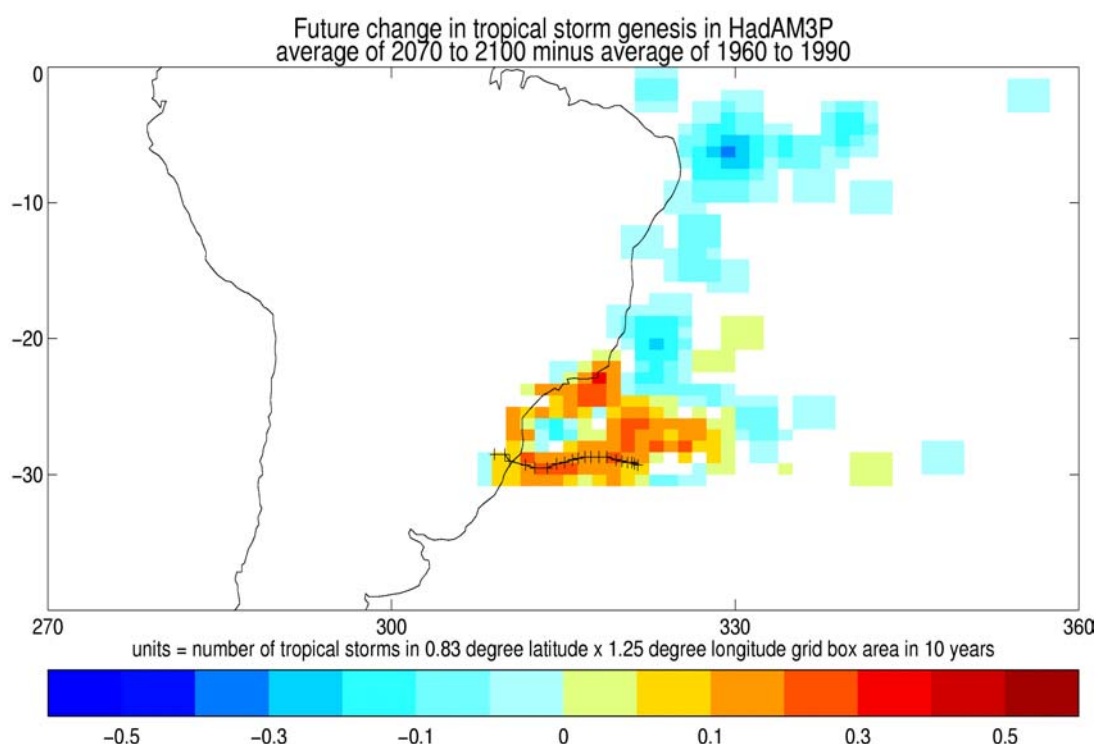 Future change in tropical storm genesis in HadAM3P
average of 2070 to 2100 minus average of 1960 to 1990
0
−10
−20
−30
270 300 330 360
units = number of tropical storms in 0.83 degree latitude x 1.25 degree longitude grid box area in 10 years
−0.5 −0.3 −0.1 0 0.1 0.3 0.5